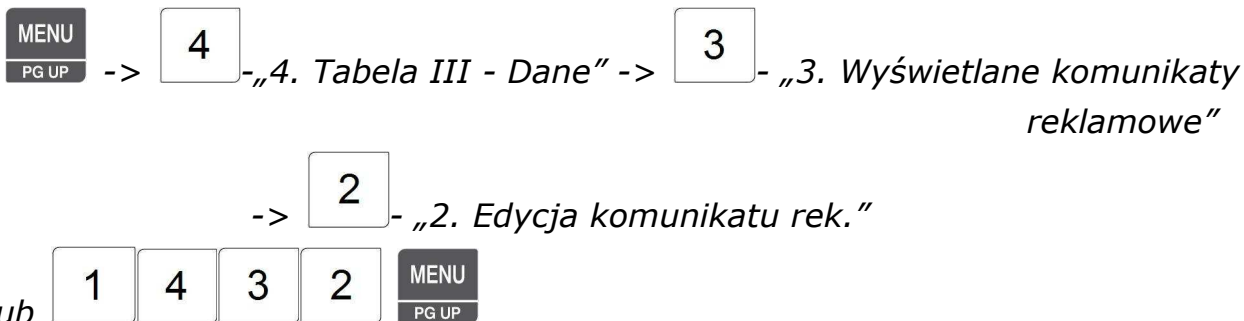 MENU
PG UP -> 4 -„4. Tabela III - Dane” -> 3 - „3. Wyświetlane komunikaty
reklamowe”
-> 2 - „2. Edycja komunikatu rek.”
lub 1 4 3 2 MENU
PG UP